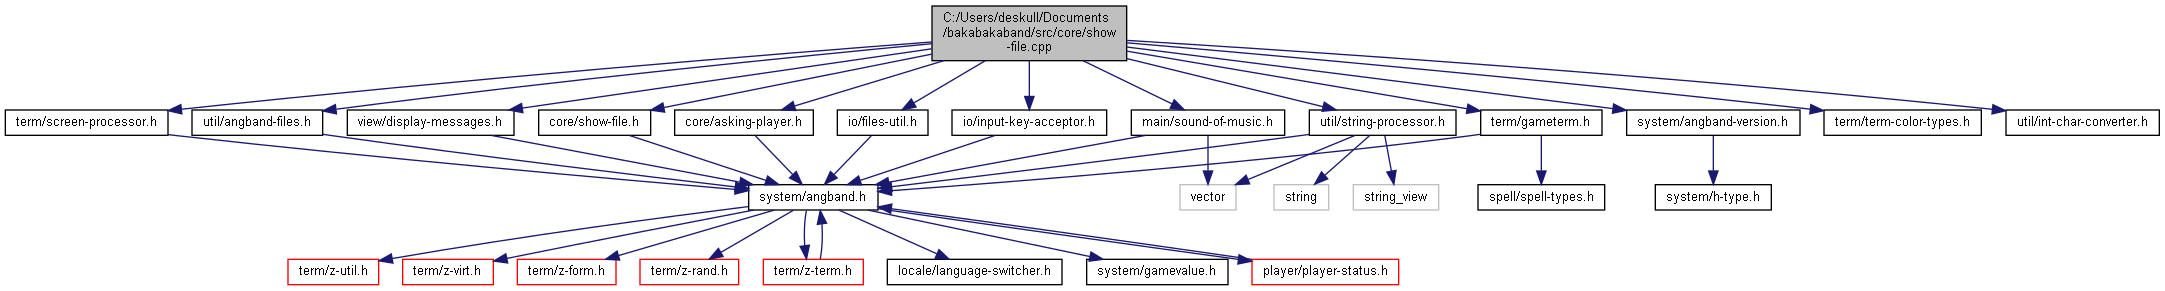 C:/Users/deskull/Documents
/bakabakaband/src/core/show
-file.cpp
term/screen-processor.h
util/angband-files.h
view/display-messages.h
core/show-file.h
core/asking-player.h
io/files-util.h
io/input-key-acceptor.h
main/sound-of-music.h
util/string-processor.h
term/gameterm.h
system/angband-version.h
term/term-color-types.h
util/int-char-converter.h
system/angband.h
vector
string
string_view
spell/spell-types.h
system/h-type.h
term/z-util.h
term/z-virt.h
term/z-form.h
term/z-rand.h
term/z-term.h
locale/language-switcher.h
system/gamevalue.h
player/player-status.h